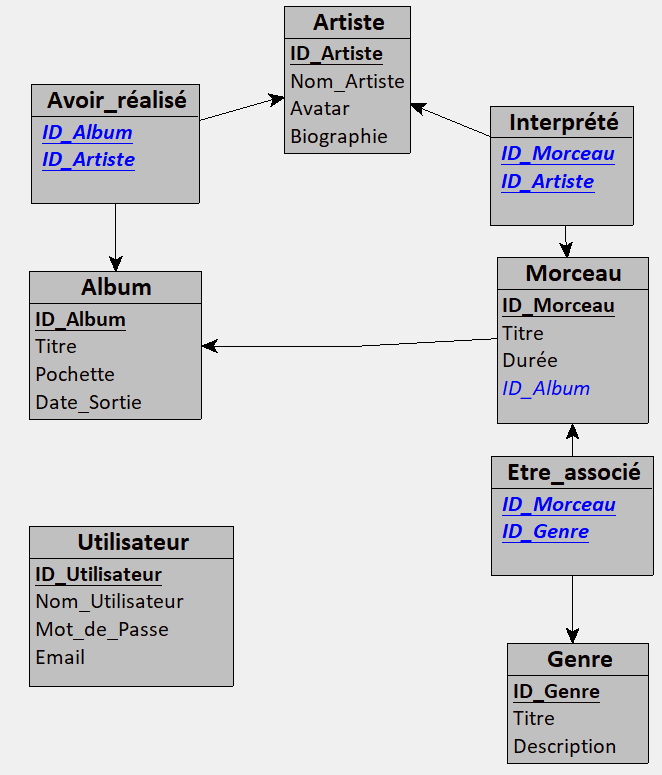 Artiste
ID_Artiste
Nom_Artiste
Avatar
Biographie
Avoir_réalisé
ID_Album
ID_Artiste
Interprété
ID_Morceau
ID_Artiste
Album
ID_Album
Titre
Pochette
Date_Sortie
Morceau
ID_Morceau
Titre
Durée
ID_Album
Etre_associé
ID_Morceau
ID_Genre
Utilisateur
ID_Utilisateur
Nom_Utilisateur
Mot_de_Passe
Email
Genre
ID_Genre
Titre
Description